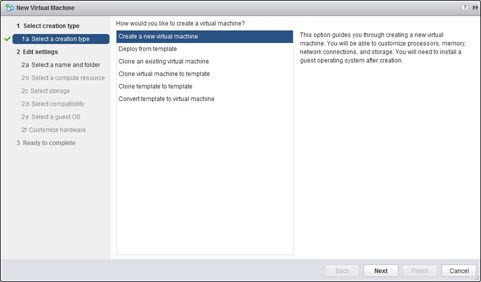 New Virtual Machine
1 Select creation type
1a Select a creation type
2 Edit settings
2a Select a name and folder
2b Select a compute resource
2c Select storage
2d Select compatibility
2e Select a guest OS
2f Customize hardware
3 Ready to complete
How would you like to create a virtual machine?
Create a new virtual machine
Deploy from template
Clone an existing virtual machine
Clone virtual machine to template
Clone template to template
Convert template to virtual machine
This option guides you through creating a new virtual
machine. You will be able to customize processors, memory,
network connections, and storage. You will need to install a
guest operating system after creation.
Back
Next
Finish
Cancel